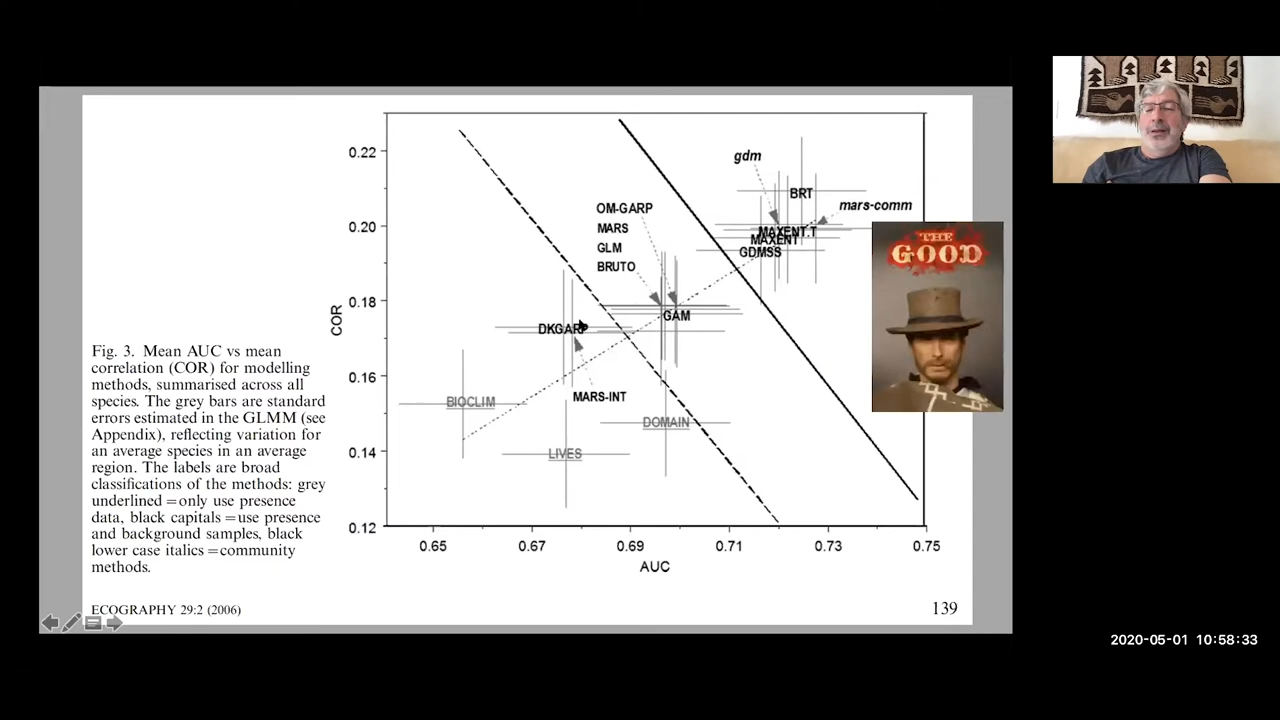 gdm
BRT
mars-comm
OM-GARP
MARS
GLM
BRUTO
MAXENT.T
MAXENT
GDMSS
GAM
DKGARP
MARS-INT
BIOCLIM
DOMAIN
LIVES
COR
0.22
0.20
0.18
0.16
0.14
0.12
0.65
0.67
0.69
0.71
0.73
0.75
AUC
THE
GOOD
Fig. 3. Mean AUC vs mean
correlation (COR) for modelling
methods, summarised across all
species. The grey bars are standard
errors estimated in the GLMM (see
Appendix), reflecting variation for
an average species in an average
region. The labels are broad
classifications of the methods: grey
underlined =only use presence
data, black capitals =use presence
and background samples, black
lower case italics =community
methods.
ECOGRAPHY 29:2 (2006)
139
2020-05-01 10:58:33